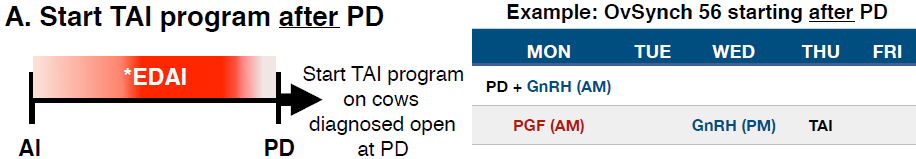 A. Start TAI program after PD
*EDAI
AI
PD
Start TAI program
on cows
diagnosed open
at PD
Example: OvSynch 56 starting after PD
MON TUE WED THU FRI
PD + GnRH (AM)
PGF (AM) GnRH (PM) TAI